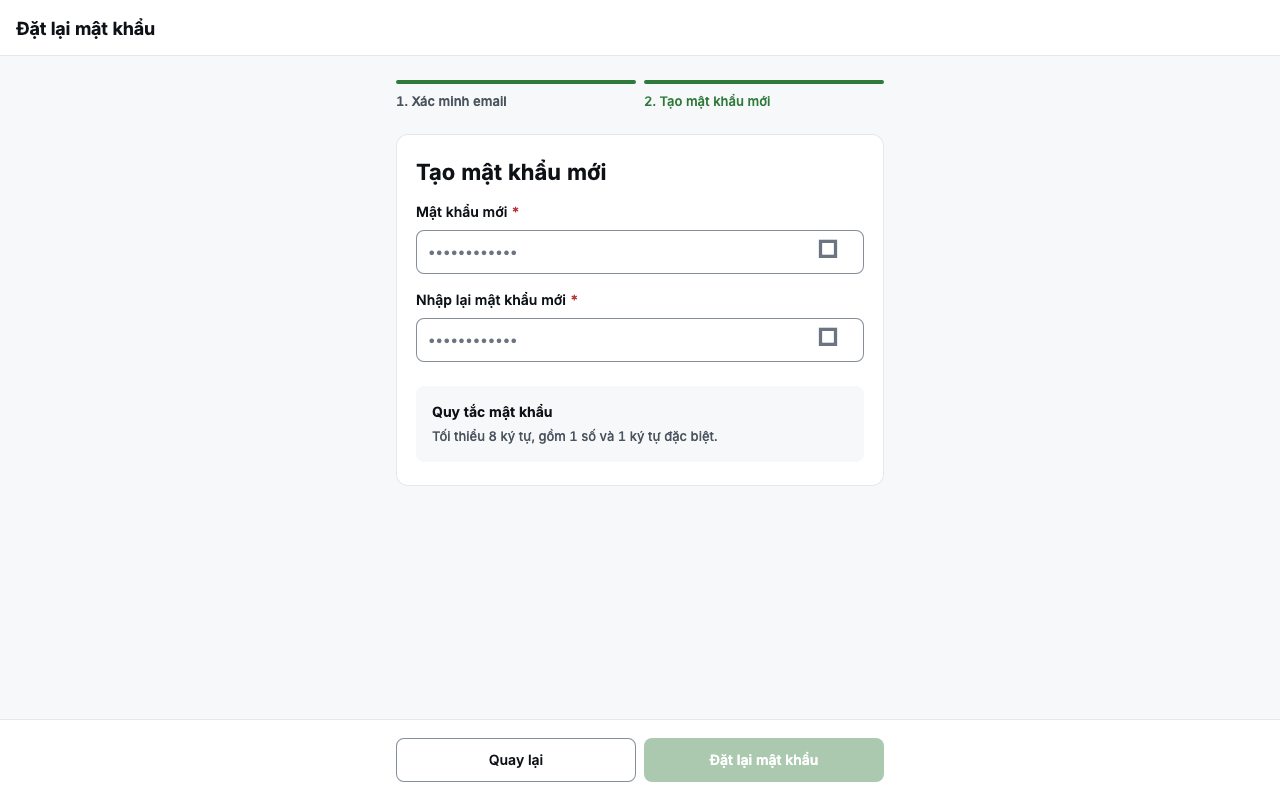 Đặt lại mật khẩu
1. Xác minh email
2. Tạo mật khẩu mới
Tạo mật khẩu mới
Mật khẩu mới *
••••••••••••
Nhập lại mật khẩu mới *
••••••••••••
Quy tắc mật khẩu
Tối thiểu 8 ký tự, gồm 1 số và 1 ký tự đặc biệt.
Quay lại
Đặt lại mật khẩu